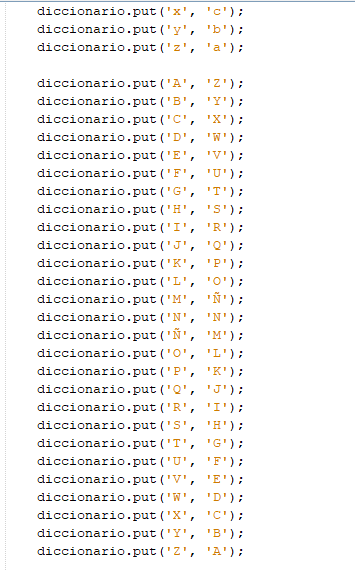 diccionario.put('x', 'c');
diccionario.put('y', 'b');
diccionario.put('z', 'a');
diccionario.put('A', 'Z');
diccionario.put('B', 'Y');
diccionario.put('C', 'X');
diccionario.put('D', 'W');
diccionario.put('E', 'V');
diccionario.put('F', 'U');
diccionario.put('G', 'T');
diccionario.put('H', 'S');
diccionario.put('I', 'R');
diccionario.put('J', 'Q');
diccionario.put('K', 'P');
diccionario.put('L', 'O');
diccionario.put('M', 'Ñ');
diccionario.put('N', 'N');
diccionario.put('Ñ', 'M');
diccionario.put('O', 'L');
diccionario.put('P', 'K');
diccionario.put('Q', 'J');
diccionario.put('R', 'I');
diccionario.put('S', 'H');
diccionario.put('T', 'G');
diccionario.put('U', 'F');
diccionario.put('V', 'E');
diccionario.put('W', 'D');
diccionario.put('X', 'C');
diccionario.put('Y', 'B');
diccionario.put('Z', 'A');